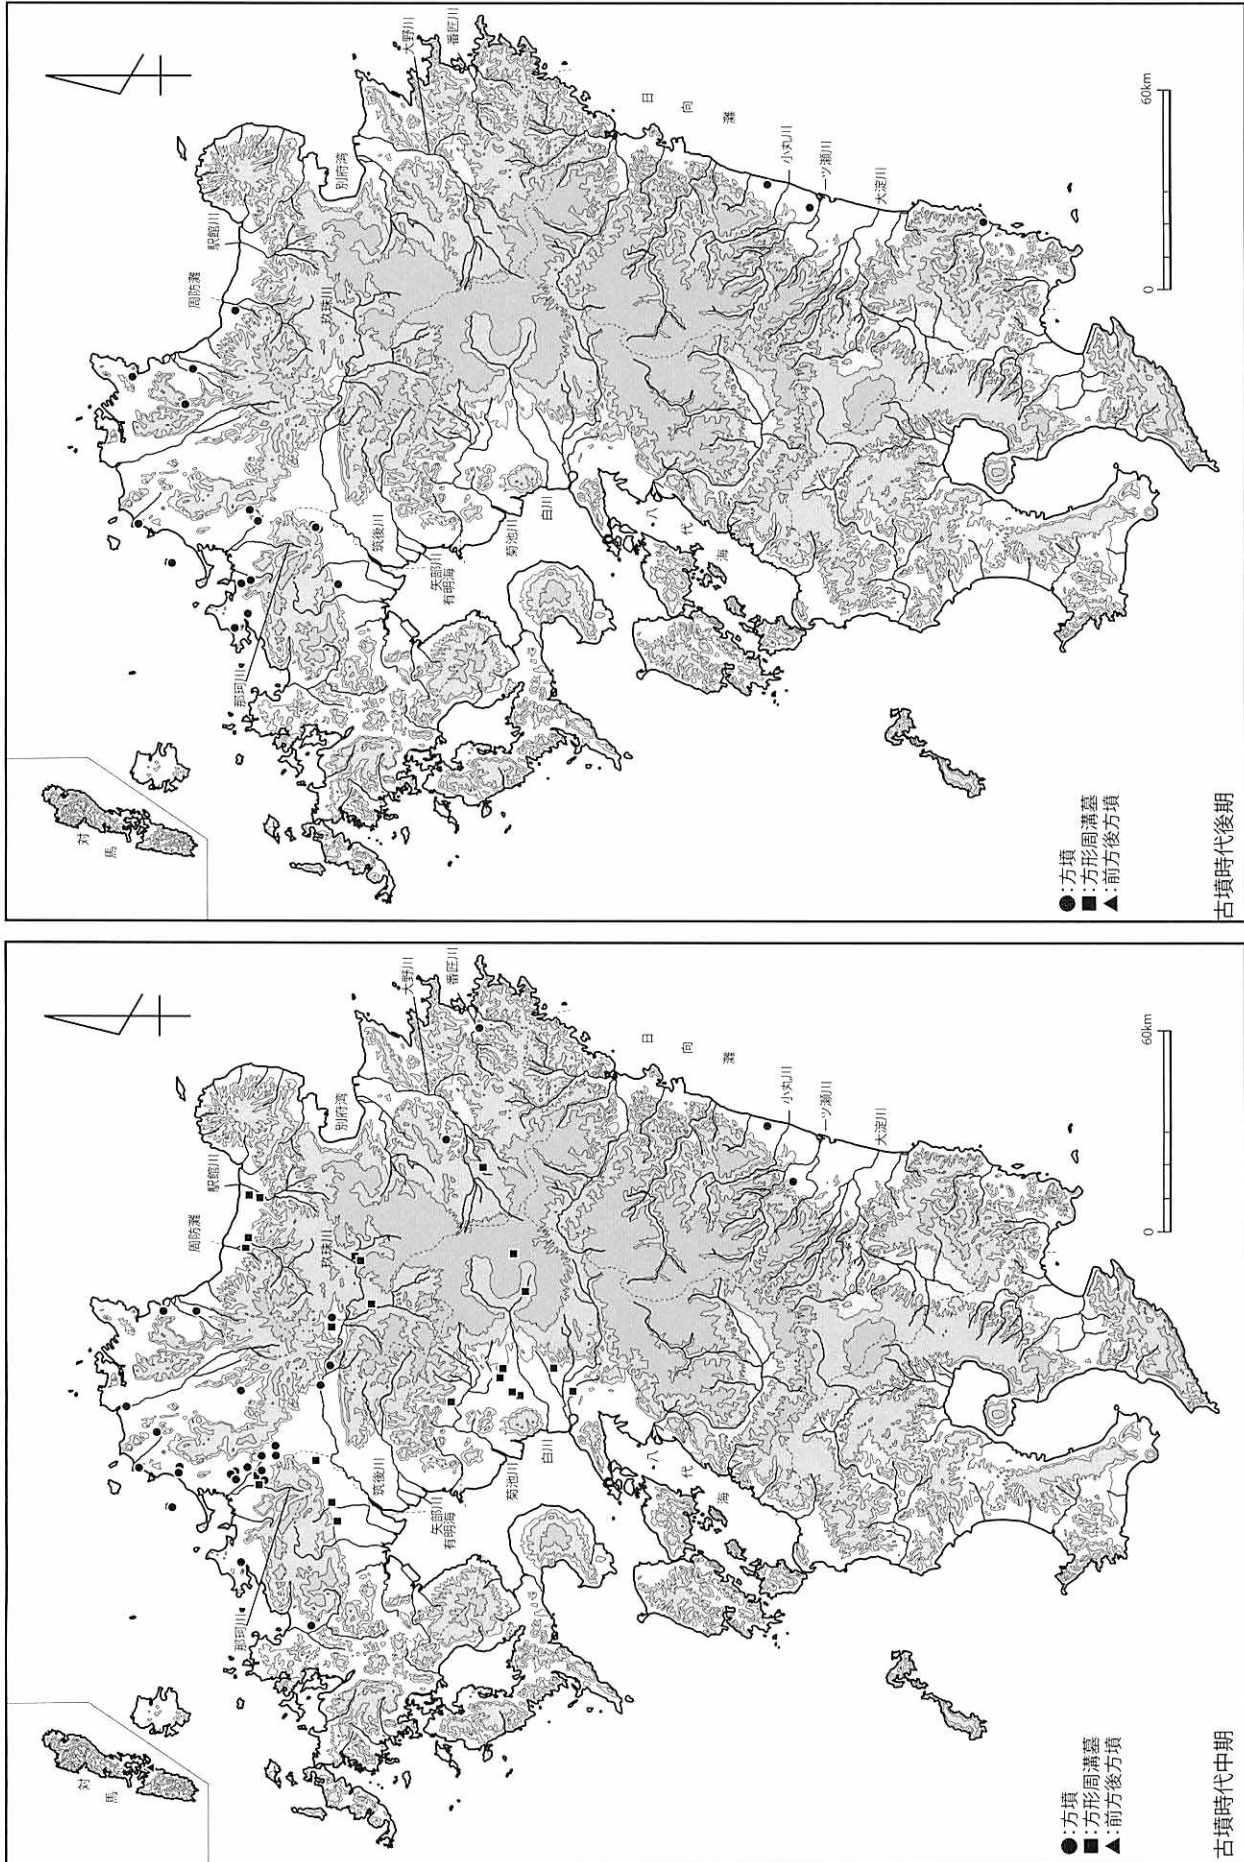 対馬
周防灘
駅館川
別府湾
玖珠川
那珂川
大野川
番匠川
筑後川
矢部川
有明海
菊池川
白川
八代海
日向灘
小丸川
一ツ瀬川
大淀川
●:方墳
■:方形周溝墓
▲:前方後方墳
0 60km
古墳時代中期
対馬
周防灘
駅館川
別府湾
玖珠川
那珂川
大野川
番匠川
筑後川
矢部川
有明海
菊池川
白川
八代海
日向灘
小丸川
一ツ瀬川
大淀川
●:方墳
■:方形周溝墓
▲:前方後方墳
0 60km
古墳時代後期